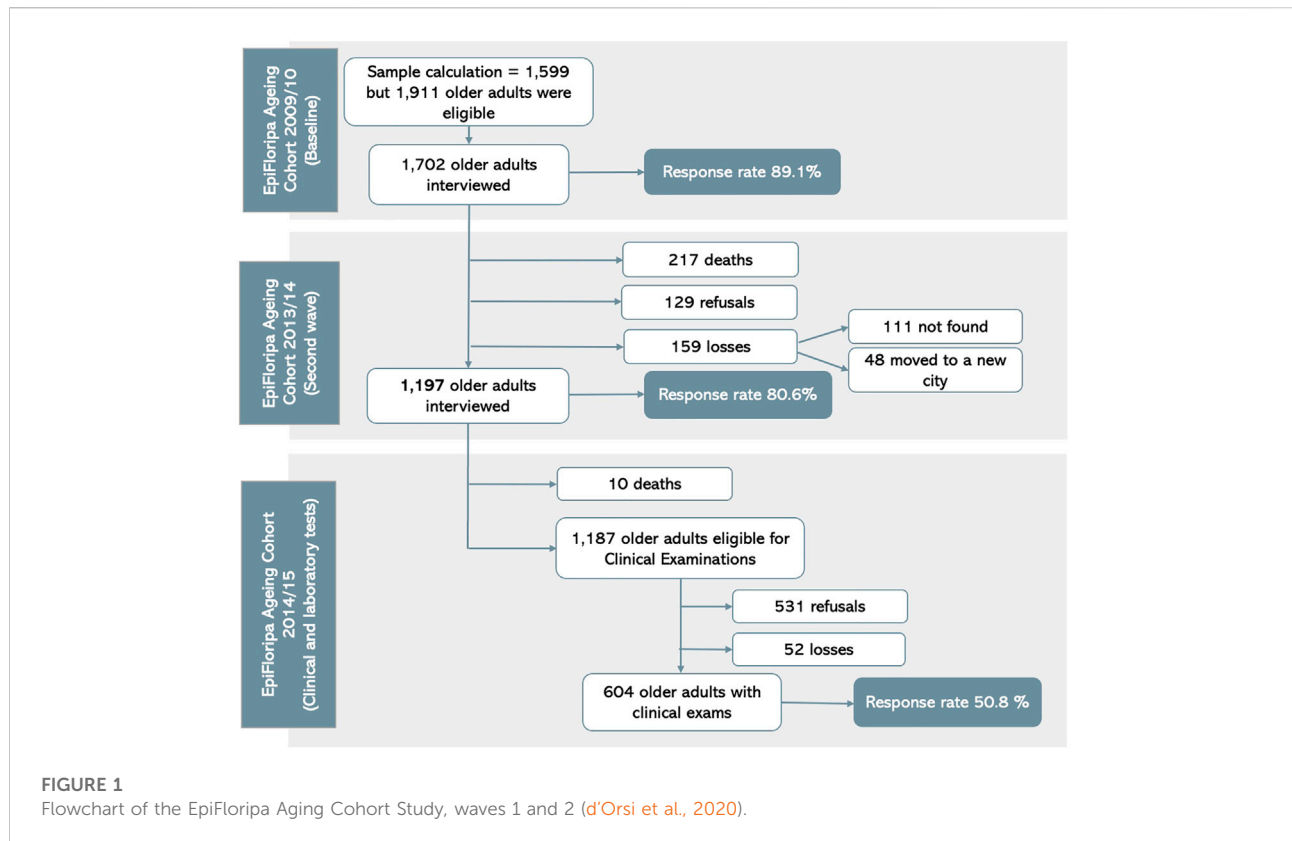 EpiFloripa Ageing
Cohort 2009/10
(Baseline)
Sample calculation = 1,599
but 1,911 older adults were
eligible
1,702 older adults
interviewed
Response rate 89.1%
EpiFloripa Ageing
Cohort 2013/14
(Second wave)
217 deaths
129 refusals
159 losses
111 not found
48 moved to a new
city
1,197 older adults
interviewed
Response rate 80.6%
EpiFloripa Ageing Cohort
2014/15
(Clinical and laboratory tests)
10 deaths
1,187 older adults eligible for
Clinical Examinations
531 refusals
52 losses
604 older adults with
clinical exams
Response rate 50.8 %
FIGURE 1
Flowchart of the EpiFloripa Aging Cohort Study, waves 1 and 2 (d'Orsi et al., 2020).